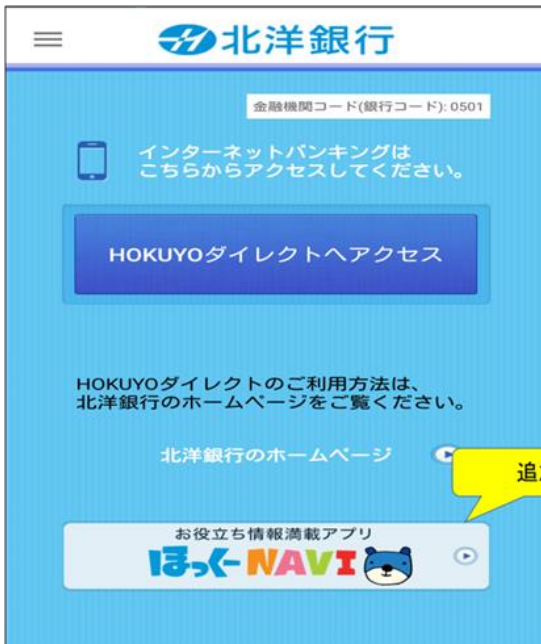 北洋銀行
金融機関コード(銀行コード): 0501
インターネットバンキングは
こちらからアクセスしてください。
HOKUYOダイレクトへアクセス
HOKUYOダイレクトのご利用方法は、
北洋銀行のホームページをご覧ください。
北洋銀行のホームページ
お役立ち情報満載アプリ
ほっくーNAVI